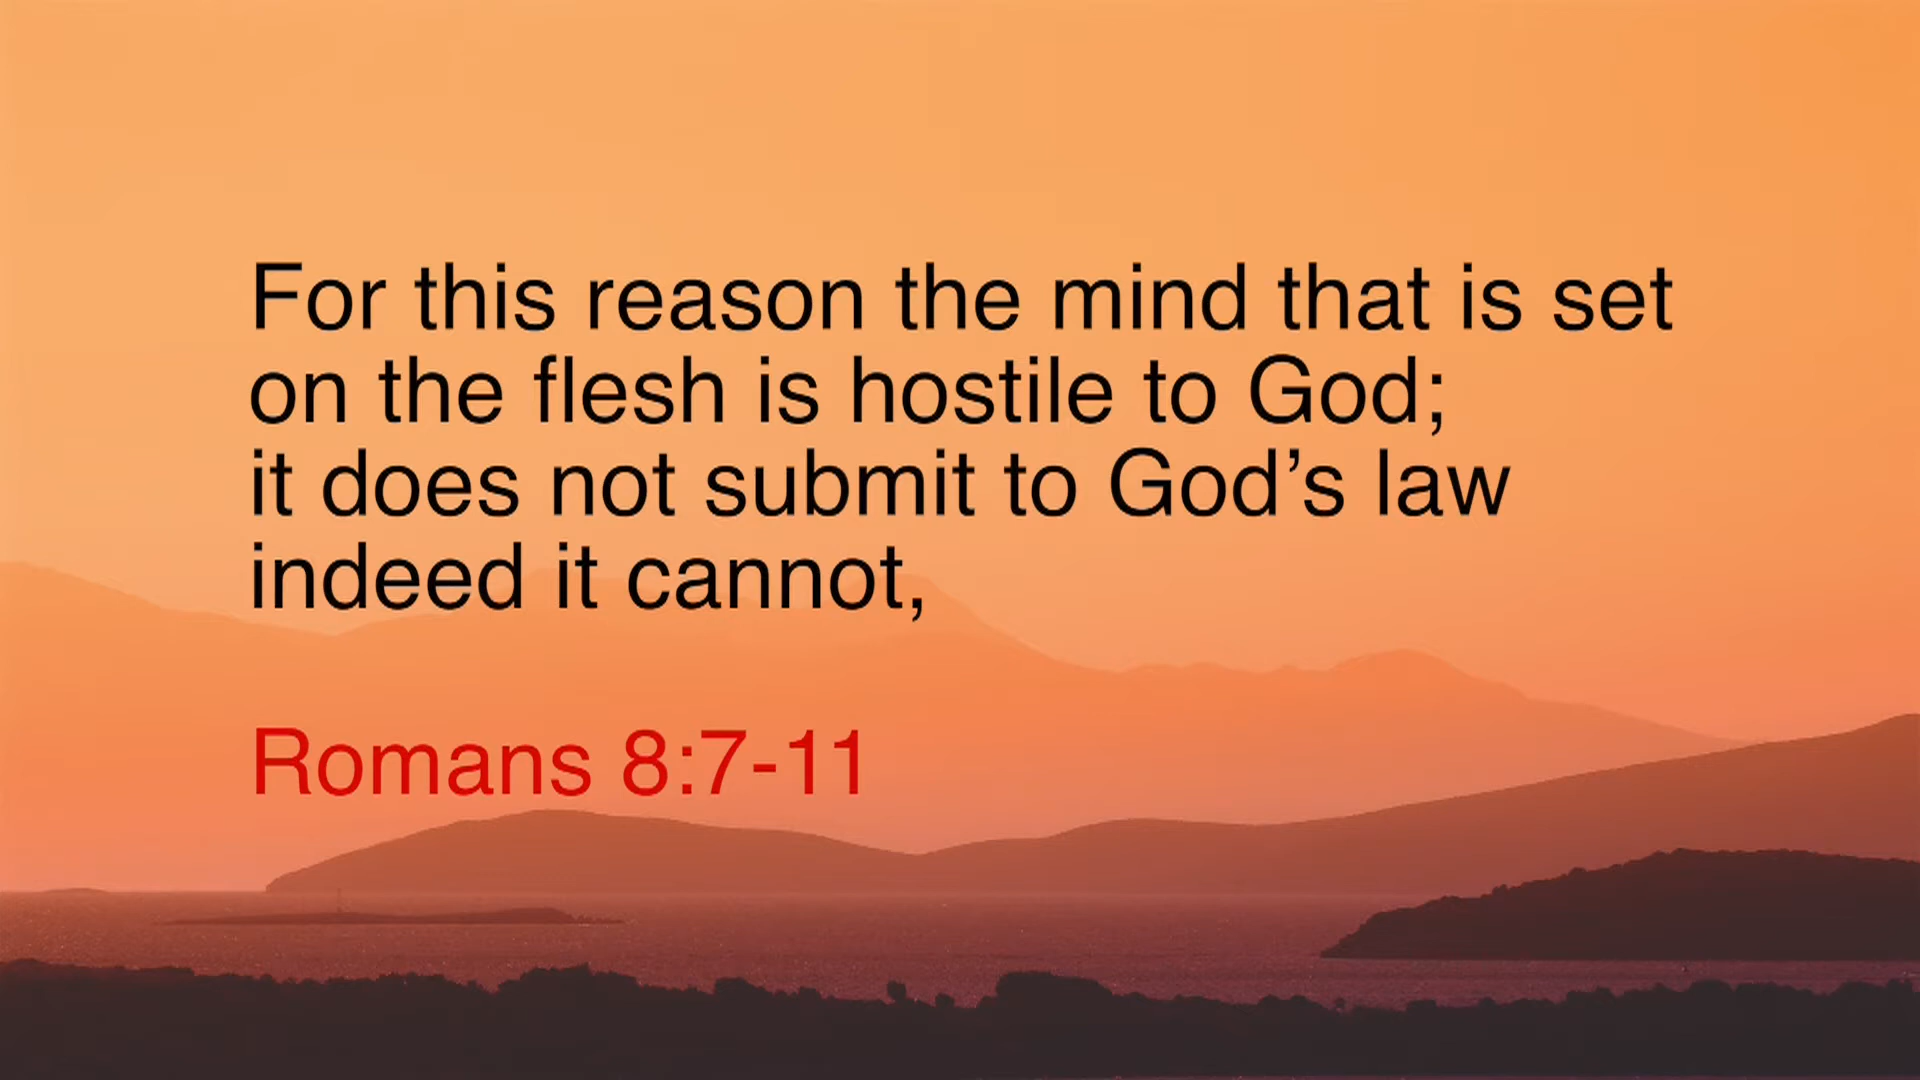 For this reason the mind that is set
on the flesh is hostile to God;
it does not submit to God’s law
indeed it cannot,
Romans 8:7-11